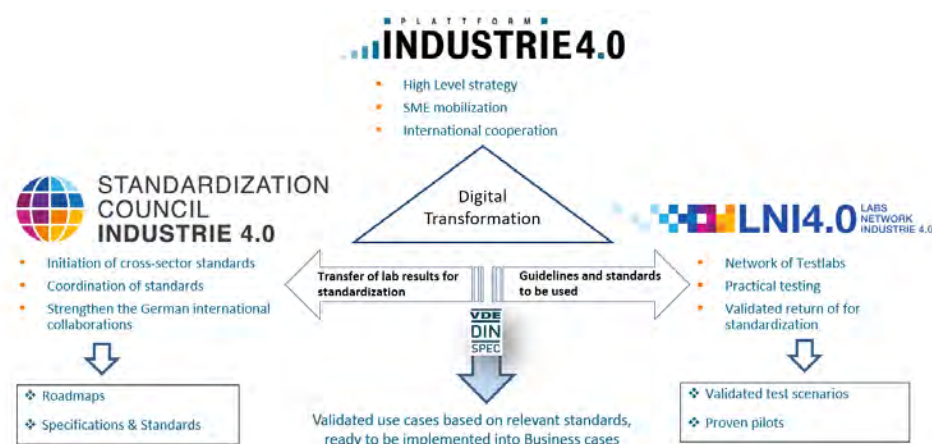 PLATTFORM
INDUSTRIE4.0
High Level strategy
SME mobilization
International cooperation
Digital
Transformation
STANDARDIZATION
COUNCIL
INDUSTRIE 4.0
Initiation of cross-sector standards
Coordination of standards
Strengthen the German international
collaborations
Transfer of lab results for
standardization
Guidelines and standards
to be used
LNI4.0
LABS
NETWORK
INDUSTRIE 4.0
Network of Testlabs
Practical testing
Validated return of for
standardization
VDE
DIN
SPEC
Roadmaps
Specifications & Standards
Validated use cases based on relevant standards,
ready to be implemented into Business cases
Validated test scenarios
Proven pilots